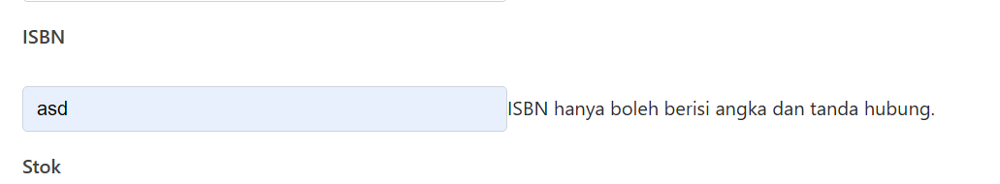 ISBN
asd ISBN hanya boleh berisi angka dan tanda hubung.
Stok